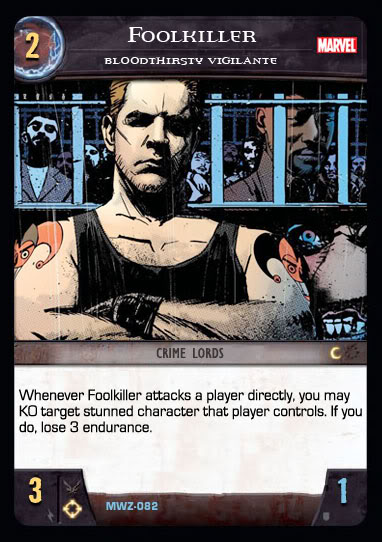 2
FOOLKILLER
MARVEL
BLOODTHIRSTY VIGILANTE
CRIME LORDS
C
Whenever Foolkiller attacks a player directly, you may
KO target stunned character that player controls. If you
do, lose 3 endurance.
3
MWZ-082
1